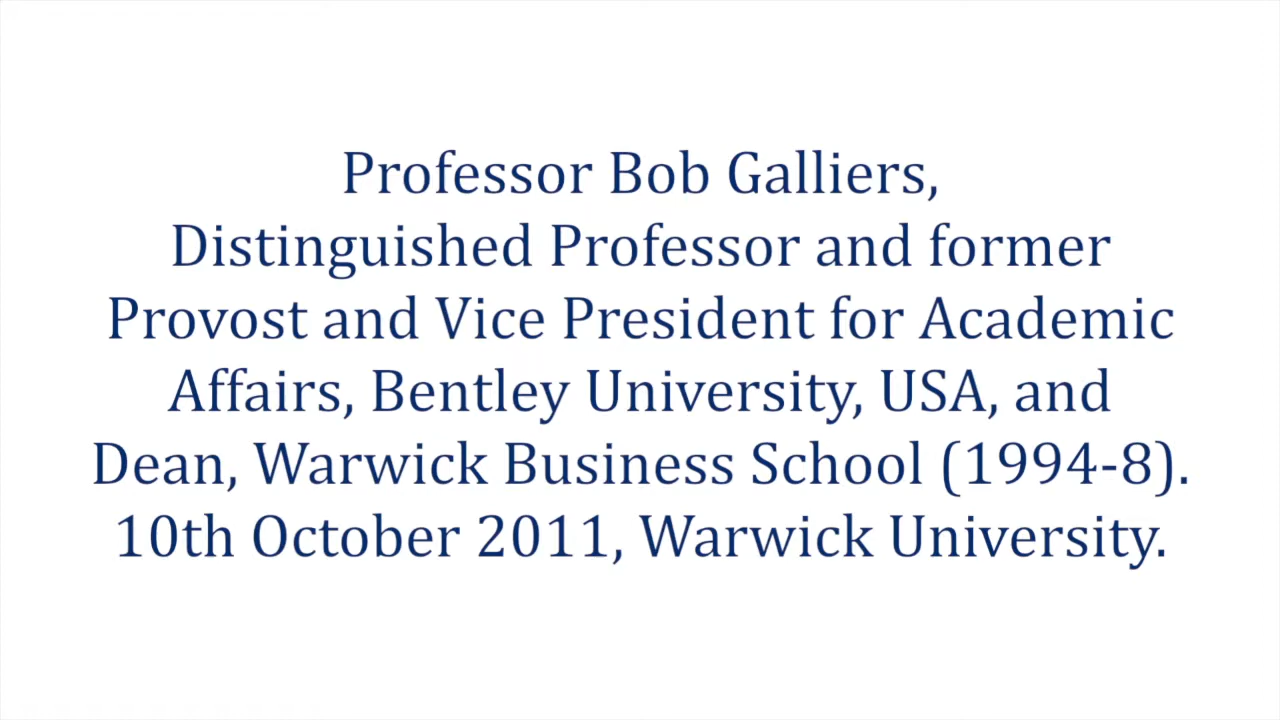 Professor Bob Galliers,
Distinguished Professor and former
Provost and Vice President for Academic
Affairs, Bentley University, USA, and
Dean, Warwick Business School (1994-8).
10th October 2011, Warwick University.